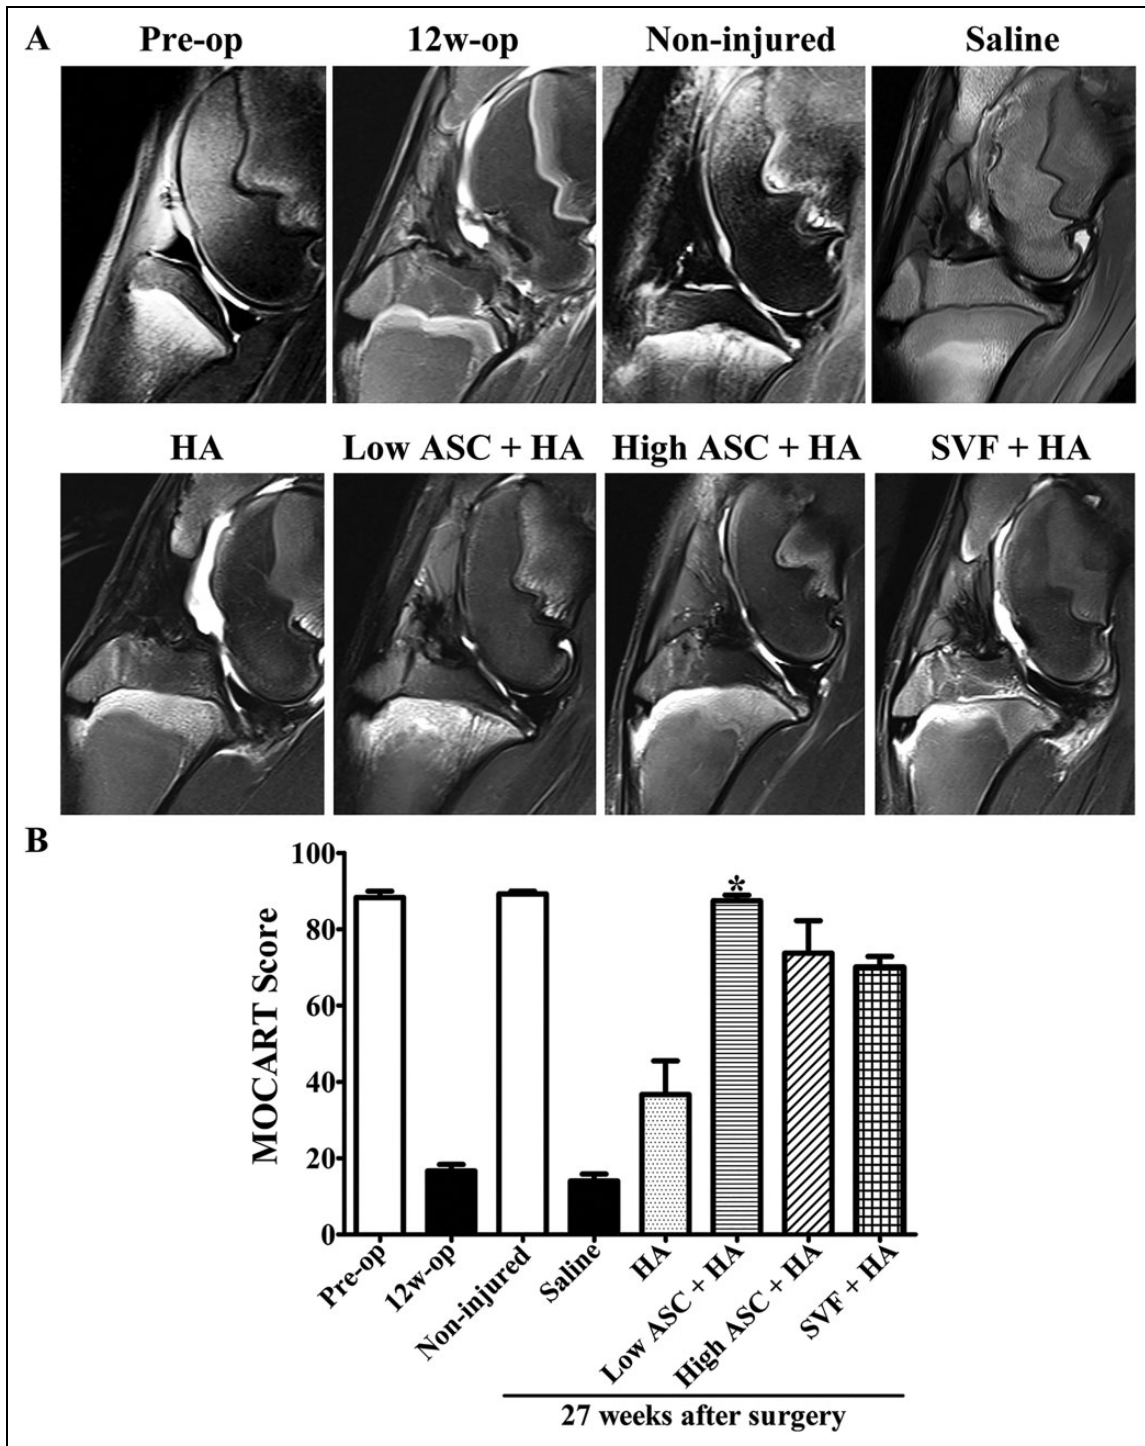 A
Pre-op 12w-op Non-injured Saline
HA Low ASC + HA High ASC + HA SVF + HA
B
MOCART Score
100
80
60
40
20
0
*
Pre-op
12w-op
Non-injured
Saline
HA
Low ASC + HA
High ASC + HA
SVF + HA
27 weeks after surgery